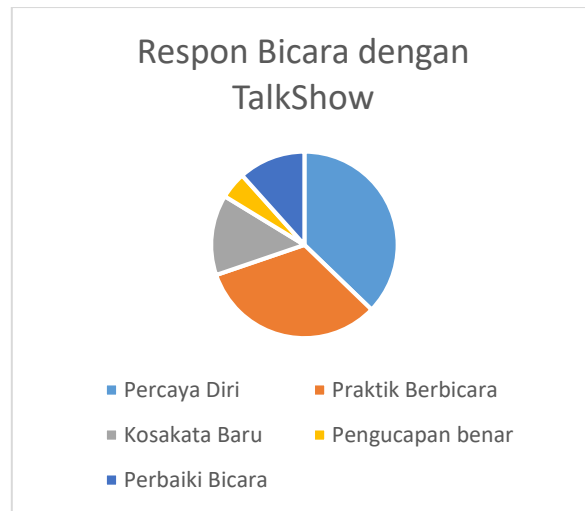 Respon Bicara dengan
TalkShow
Percaya Diri
Praktik Berbicara
Kosakata Baru
Pengucapan benar
Perbaiki Bicara